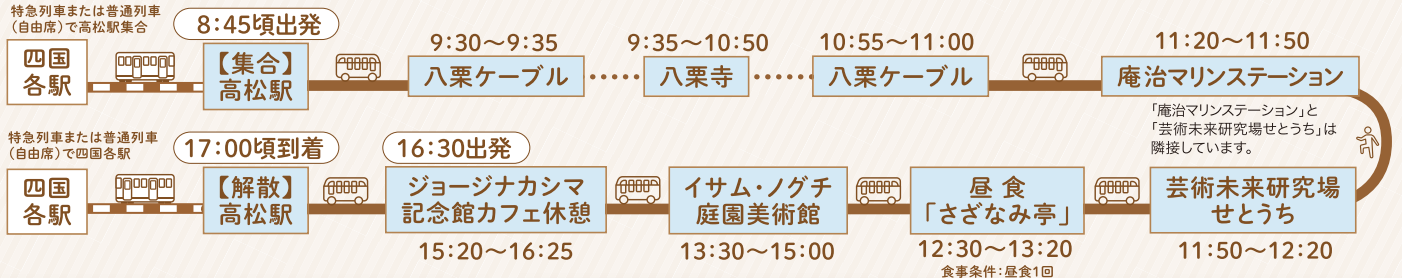 特急列車または普通列車
（自由席）で高松駅集合
8：45頃出発
四国
各駅
【集合】
高松駅
9：30〜9：35
八栗ケーブル
9：35〜10：50
八栗寺
10：55〜11：00
八栗ケーブル
11：20〜11：50
庵治マリンステーション
「庵治マリンステーション」と
「芸術未来研究場せとうち」は
隣接しています。
芸術未来研究場
せとうち
11：50〜12：20
昼食
「さざなみ亭」
12：30〜13：20
食事条件：昼食1回
イサム・ノグチ
庭園美術館
13：30〜15：00
16：30出発
ジョージナカシマ
記念館カフェ休憩
15：20〜16：25
17：00頃到着
【解散】
高松駅
特急列車または普通列車
（自由席）で四国各駅
四国
各駅